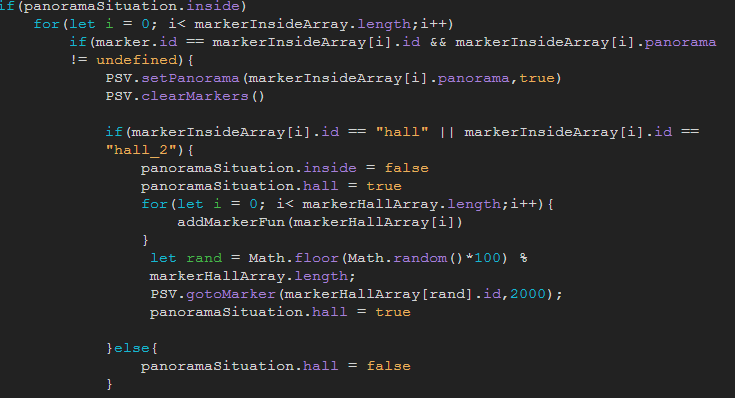 if(panoramaSituation.inside)
for(let i = 0; i< markerInsideArray.length;i++)
if(marker.id == markerInsideArray[i].id && markerInsideArray[i].panorama
!= undefined){
PSV.setPanorama(markerInsideArray[i].panorama,true)
PSV.clearMarkers()
if(markerInsideArray[i].id == "hall" || markerInsideArray[i].id ==
"hall_2"){
panoramaSituation.inside = false
panoramaSituation.hall = true
for(let i = 0; i< markerHallArray.length;i++){
addMarkerFun(markerHallArray[i])
}
let rand = Math.floor(Math.random()*100) %
markerHallArray.length;
PSV.gotoMarker(markerHallArray[rand].id,2000);
panoramaSituation.hall = true
}else{
panoramaSituation.hall = false
}